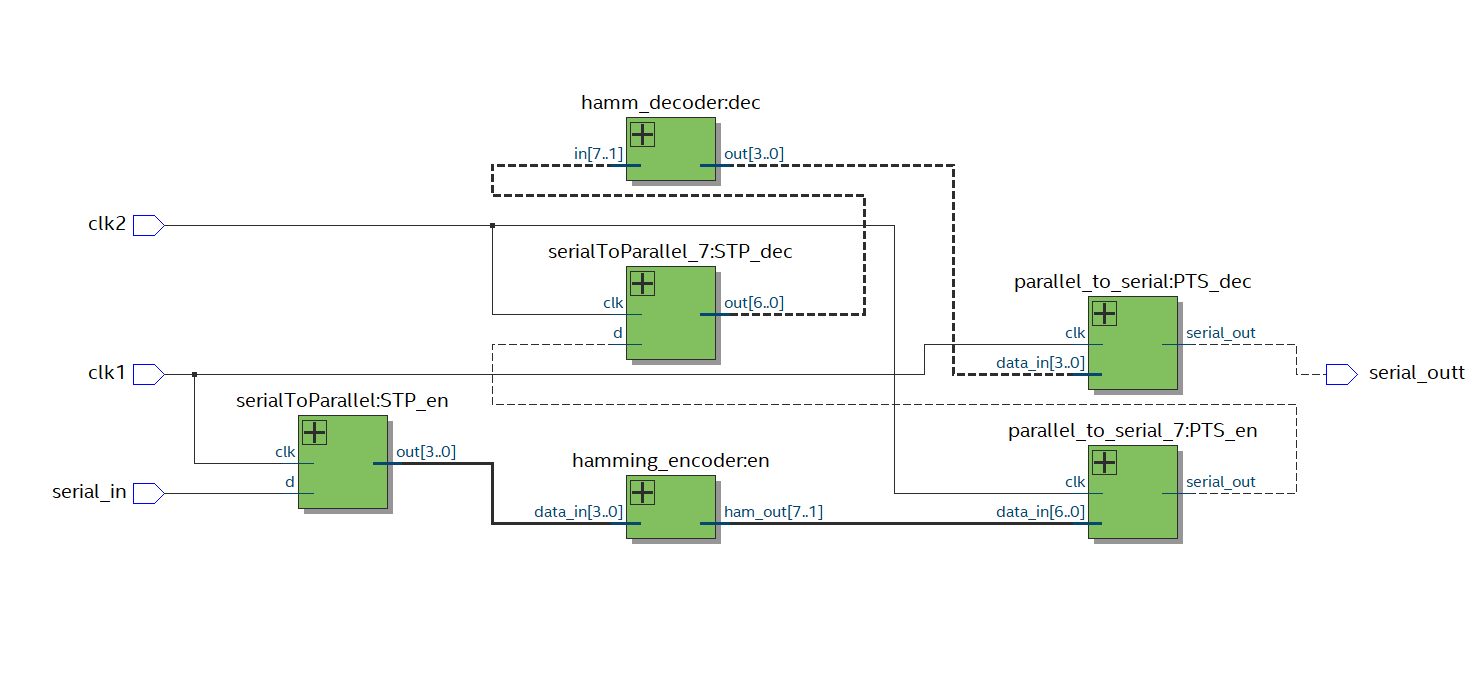 hamm_decoder:dec
in[7..1]
out[3..0]
clk2
serialToParallel_7:STP_dec
clk
out[6..0]
d
parallel_to_serial:PTS_dec
clk
serial_out
data_in[3..0]
clk1
serial_outt
serialToParallel:STP_en
clk
out[3..0]
d
serial_in
parallel_to_serial_7:PTS_en
clk
serial_out
data_in[6..0]
hamming_encoder:en
data_in[3..0]
ham_out[7..1]